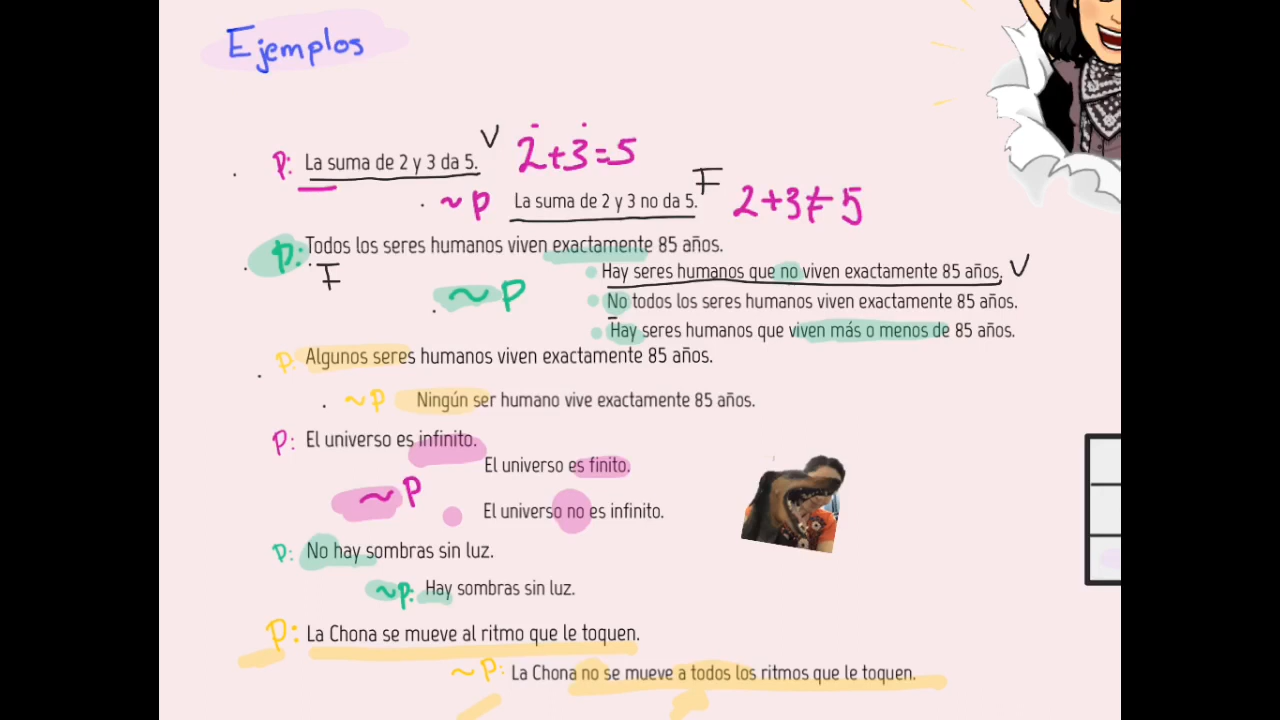 Ejemplos
p: La suma de 2 y 3 da 5. V 2+3=5
~p La suma de 2 y 3 no da 5. F 2+3≠5
p: Todos los seres humanos viven exactamente 85 años.
F
Hay seres humanos que no viven exactamente 85 años. V
~p No todos los seres humanos viven exactamente 85 años.
Hay seres humanos que viven más o menos de 85 años.
p: Algunos seres humanos viven exactamente 85 años.
~p Ningún ser humano vive exactamente 85 años.
p: El universo es infinito.
El universo es finito.
~p El universo no es infinito.
p: No hay sombras sin luz.
~p: Hay sombras sin luz.
p: La Chona se mueve al ritmo que le toquen.
~p: La Chona no se mueve a todos los ritmos que le toquen.